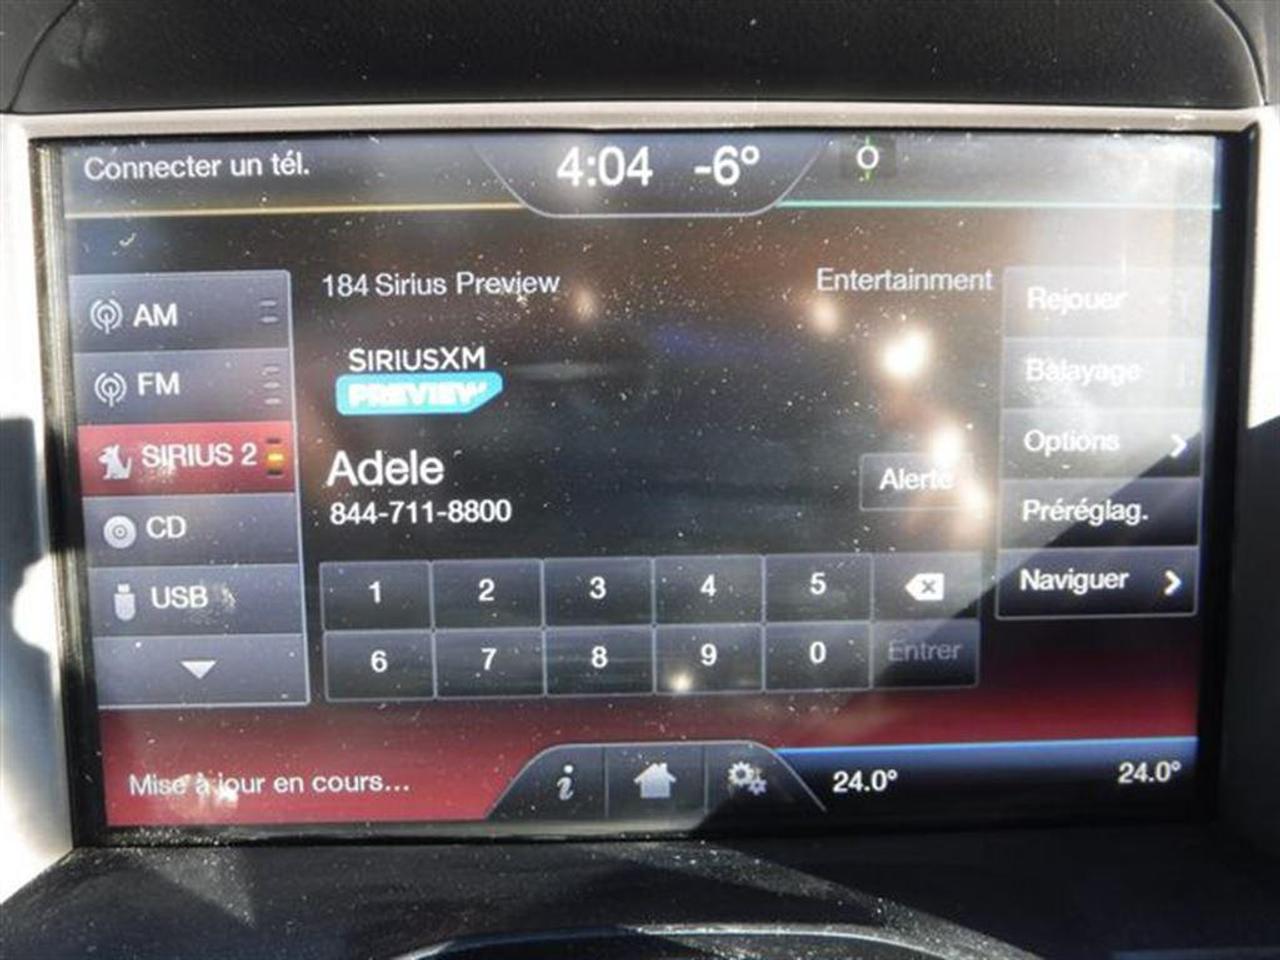 Connecter un tél.
4:04 -6° O
184 Sirius Preview
Entertainment
SIRIUSXM
PREVIEW
Adele
844-711-8800
Alerte
AM
FM
SIRIUS 2
CD
USB
1 2 3 4 5
6 7 8 9 0 Entrer
Rejouer
Balayage
Options
Préréglag.
Naviguer
Mise à jour en cours...
i
24.0°
24.0°